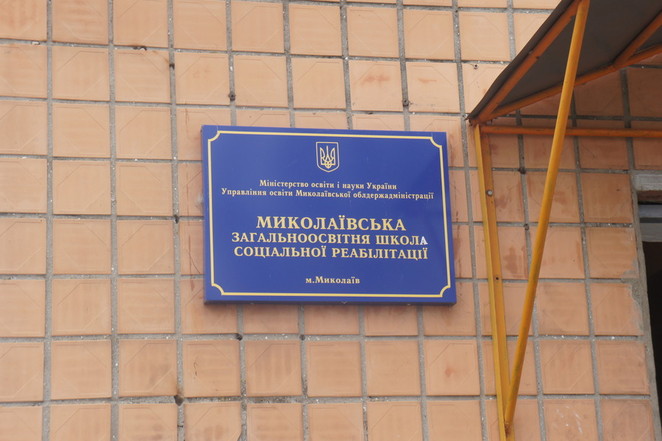 Міністерство освіти і науки України
Управління освіти Миколаївської облдержадміністрації
МИКОЛАЇВСЬКА
ЗАГАЛЬНООСВІТНЯ ШКОЛА
СОЦІАЛЬНОЇ РЕАБІЛІТАЦІЇ
м.Миколаїв